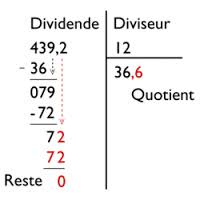 Dividende Diviseur
439,2 12
- 36 36,6
079 Quotient
-72
72
72
Reste 0